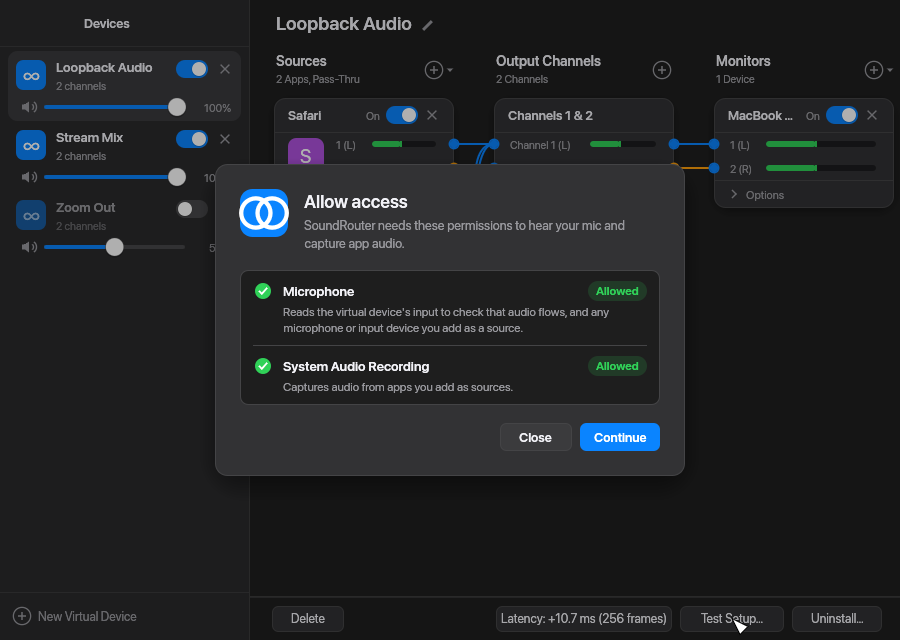 Devices
Loopback Audio
2 channels
100%
Stream Mix
2 channels
10
Zoom Out
2 channels
5
New Virtual Device
Loopback Audio
Sources
2 Apps, Pass-Thru
Output Channels
2 Channels
Monitors
1 Device
Safari
On
S
1 (L)
Channels 1 & 2
Channel 1 (L)
MacBook ...
On
1 (L)
2 (R)
Options
Allow access
SoundRouter needs these permissions to hear your mic and
capture app audio.
Microphone
Allowed
Reads the virtual device's input to check that audio flows, and any
microphone or input device you add as a source.
System Audio Recording
Allowed
Captures audio from apps you add as sources.
Close
Continue
Delete
Latency: +10.7 ms (256 frames)
Test Setup...
Uninstall...